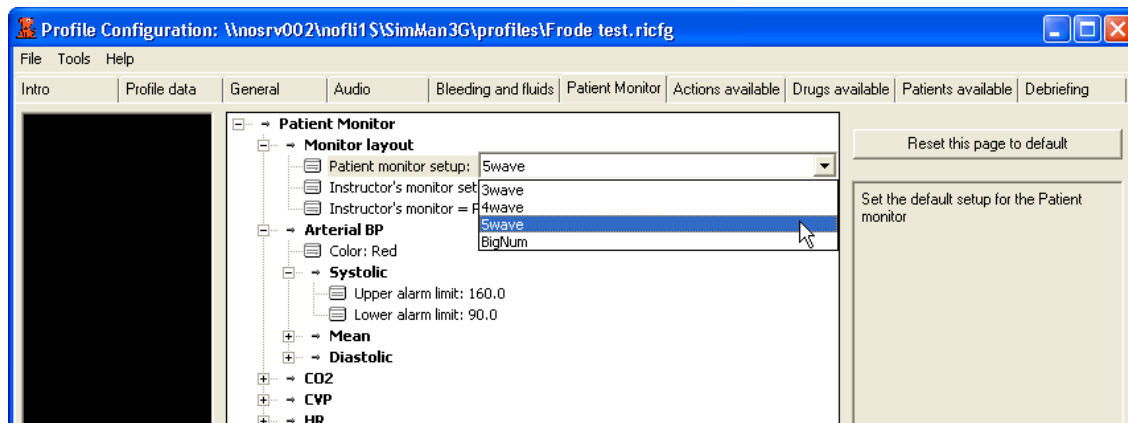 Profile Configuration: \\nosrv002\nofli1$\SimMan3G\profiles\Frode test.ricfg
File Tools Help
Intro Profile data General Audio Bleeding and fluids Patient Monitor Actions available Drugs available Patients available Debriefing
Patient Monitor
Monitor layout
Patient monitor setup: 5wave
Instructor's monitor set
Instructor's monitor =
3wave
4wave
5wave
BigNum
Arterial BP
Color: Red
Systolic
Upper alarm limit: 160.0
Lower alarm limit: 90.0
Mean
Diastolic
CO2
CVP
HR
Reset this page to default
Set the default setup for the Patient
monitor